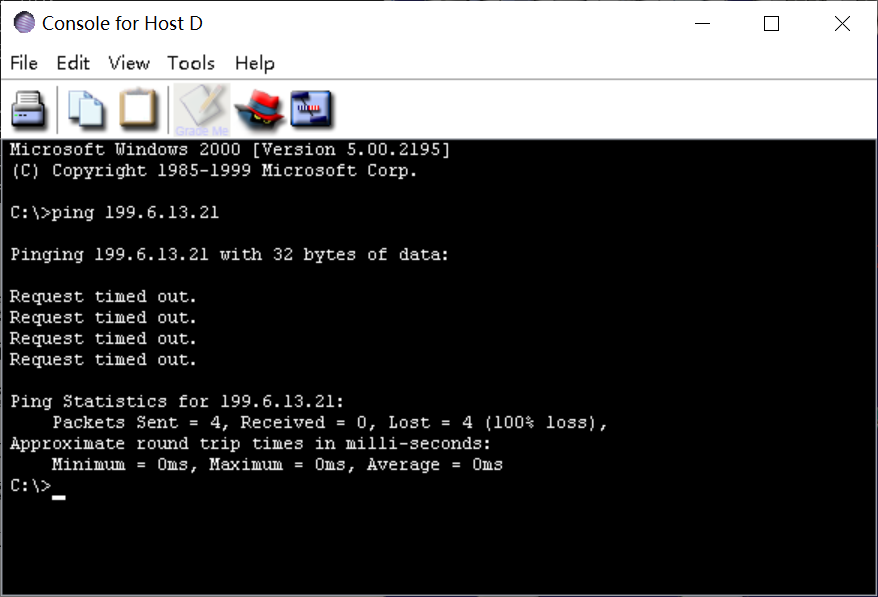 Console for Host D
File Edit View Tools Help
Grade Me
Microsoft Windows 2000 [Version 5.00.2195]
(C) Copyright 1985-1999 Microsoft Corp.
C:\>ping 199.6.13.21
Pinging 199.6.13.21 with 32 bytes of data:
Request timed out.
Request timed out.
Request timed out.
Request timed out.
Ping Statistics for 199.6.13.21:
Packets Sent = 4, Received = 0, Lost = 4 (100% loss),
Approximate round trip times in milli-seconds:
Minimum = 0ms, Maximum = 0ms, Average = 0ms
C:\>